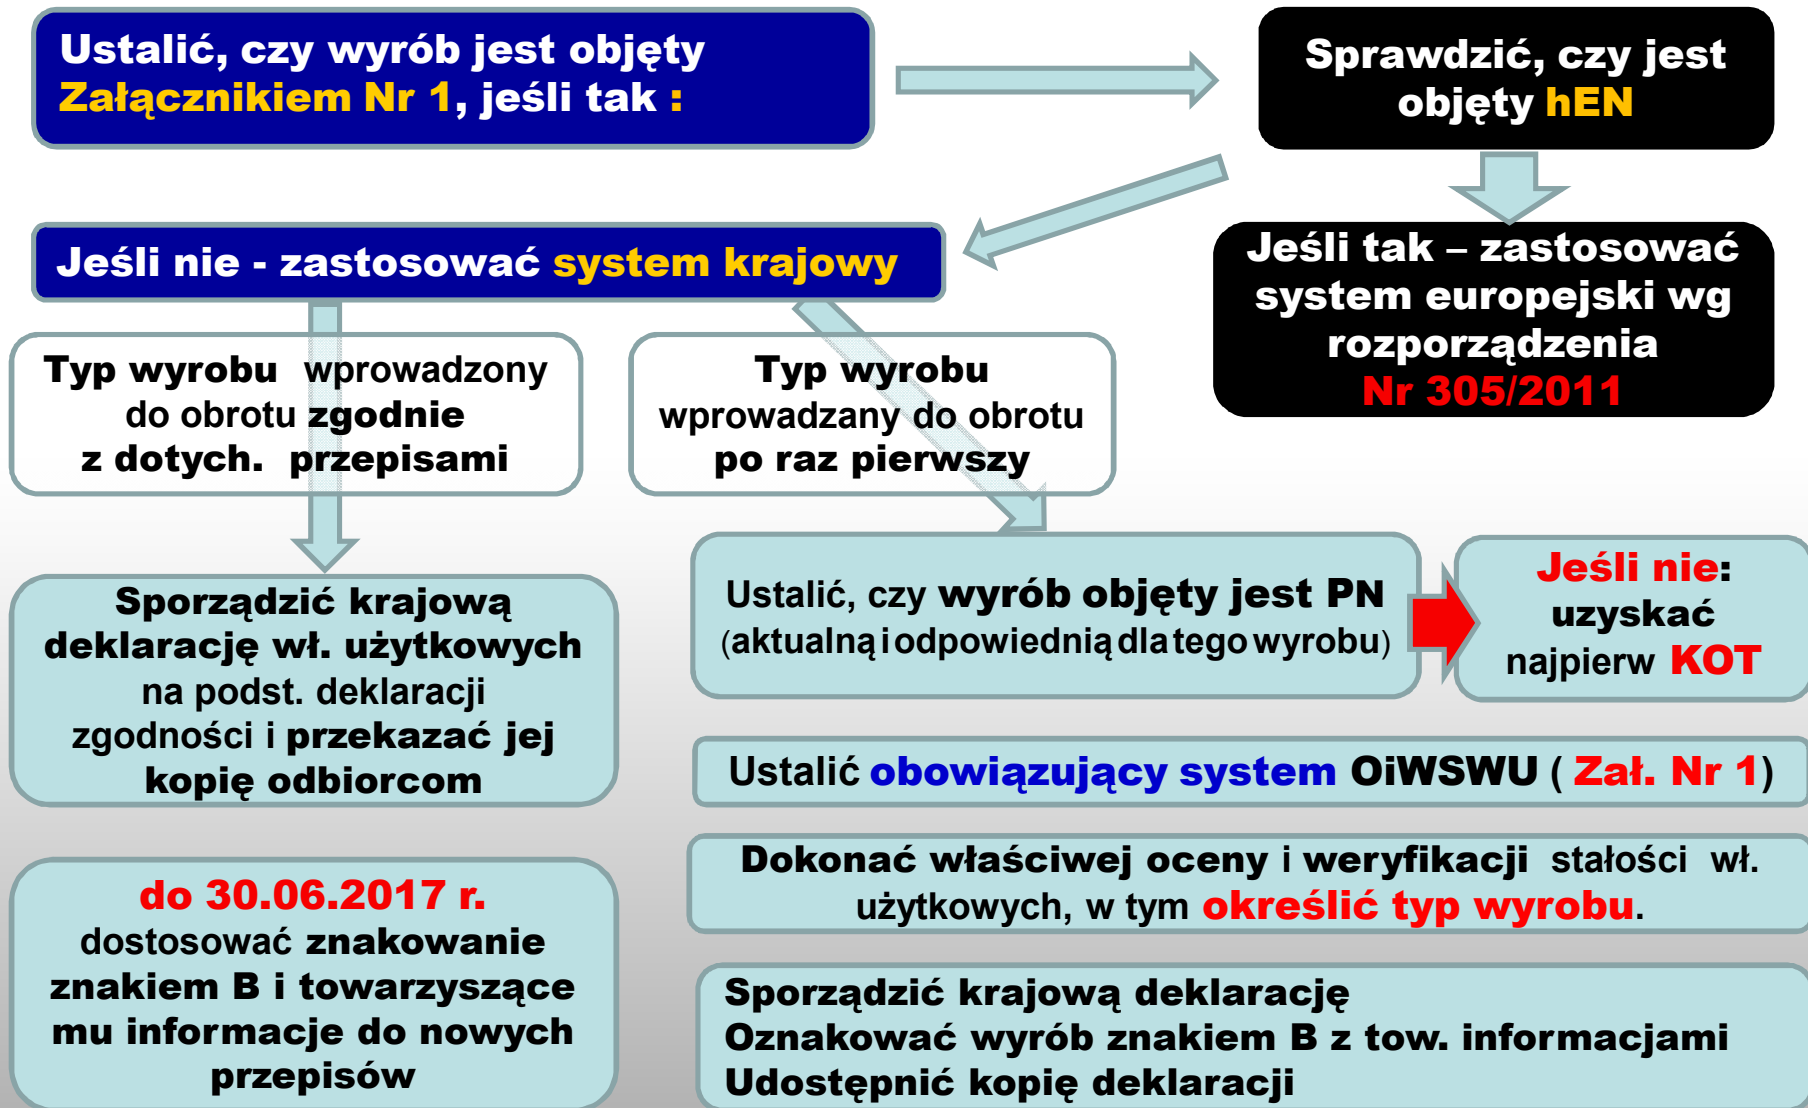 Ustalić, czy wyrób jest objęty
Załącznikiem Nr 1, jeśli tak :
Sprawdzić, czy jest
objęty hEN
Jeśli nie - zastosować system krajowy
Jeśli tak – zastosować
system europejski wg
rozporządzenia
Nr 305/2011
Typ wyrobu wprowadzony
do obrotu zgodnie
z dotych. przepisami
Typ wyrobu
wprowadzany do obrotu
po raz pierwszy
Sporządzić krajową
deklarację wł. użytkowych
na podst. deklaracji
zgodności i przekazać jej
kopię odbiorcom
Ustalić, czy wyrób objęty jest PN
(aktualną i odpowiednią dla tego wyrobu)
Jeśli nie:
uzyskać
najpierw KOT
Ustalić obowiązujący system OiWSWU ( Zał. Nr 1)
Dokonać właściwej oceny i weryfikacji stałości wł.
użytkowych, w tym określić typ wyrobu.
do 30.06.2017 r.
dostosować znakowanie
znakiem B i towarzyszące
mu informacje do nowych
przepisów
Sporządzić krajową deklarację
Oznakować wyrób znakiem B z tow. informacjami
Udostępnić kopię deklaracji